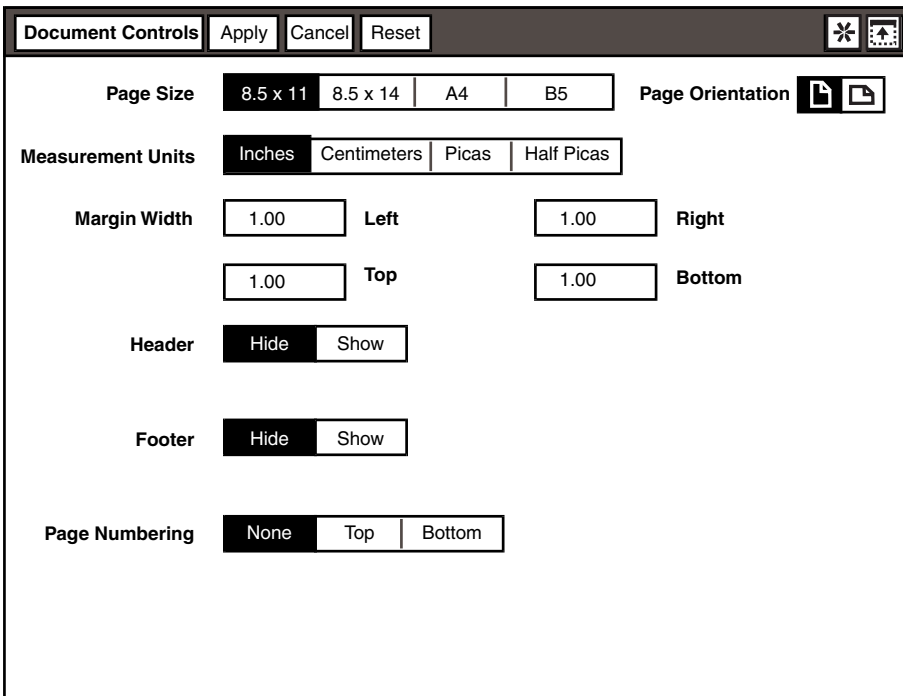 Document Controls Apply Cancel Reset
Page Size 8.5 x 11 8.5 x 14 A4 B5 Page Orientation
Measurement Units Inches Centimeters Picas Half Picas
Margin Width 1.00 Left 1.00 Right
1.00 Top 1.00 Bottom
Header Hide Show
Footer Hide Show
Page Numbering None Top Bottom